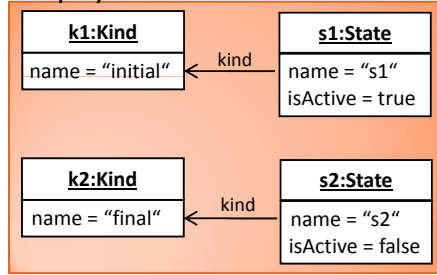 k1:Kind
name = “initial“
kind
s1:State
name = “s1“
isActive = true
k2:Kind
name = “final“
kind
s2:State
name = “s2“
isActive = false